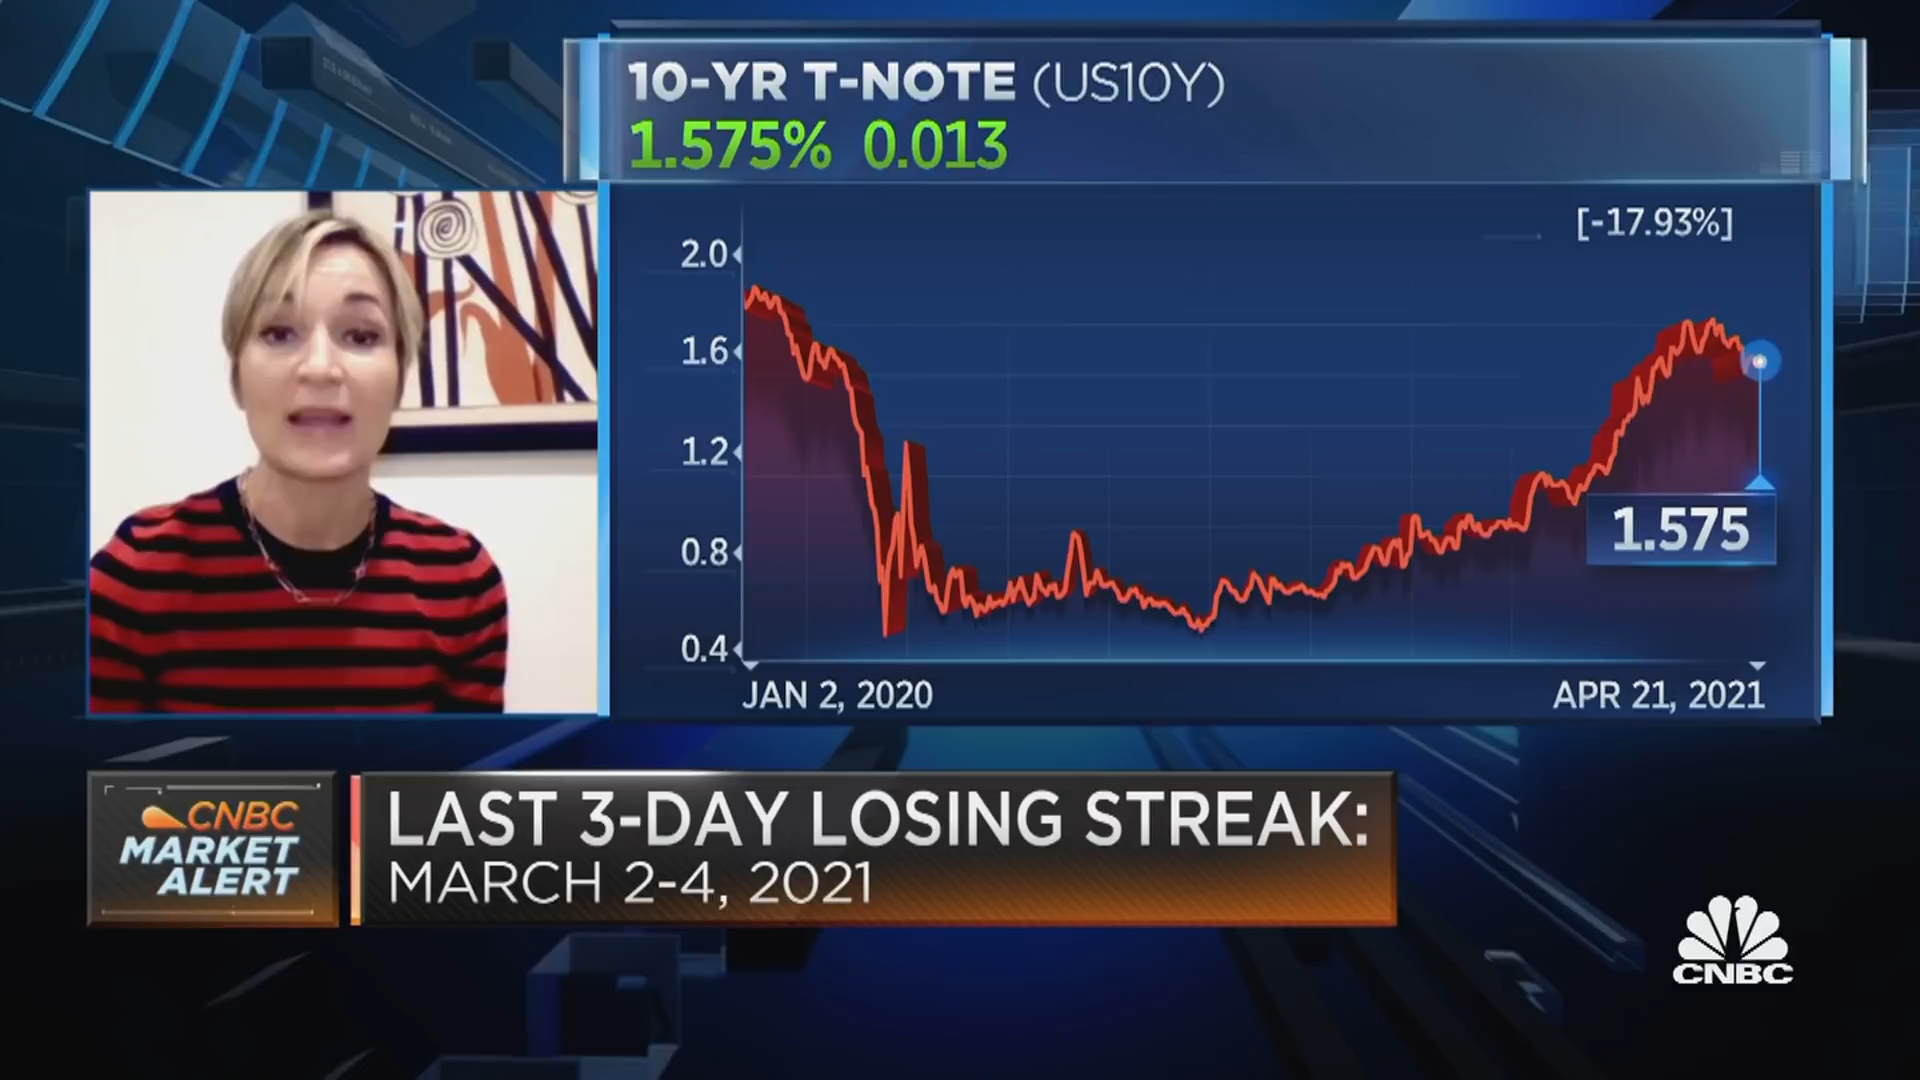 10-YR T-NOTE (US10Y)
1.575% 0.013
[-17.93%]
2.0
1.6
1.2
0.8
0.4
1.575
JAN 2, 2020
APR 21, 2021
CNBC
MARKET
ALERT
LAST 3-DAY LOSING STREAK:
MARCH 2-4, 2021
CNBC